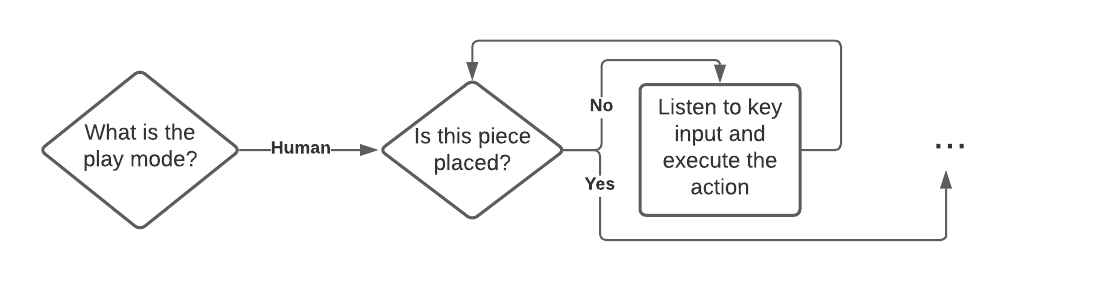 What is the
play mode?
Human
Is this piece
placed?
No
Yes
Listen to key
input and
execute the
action
...